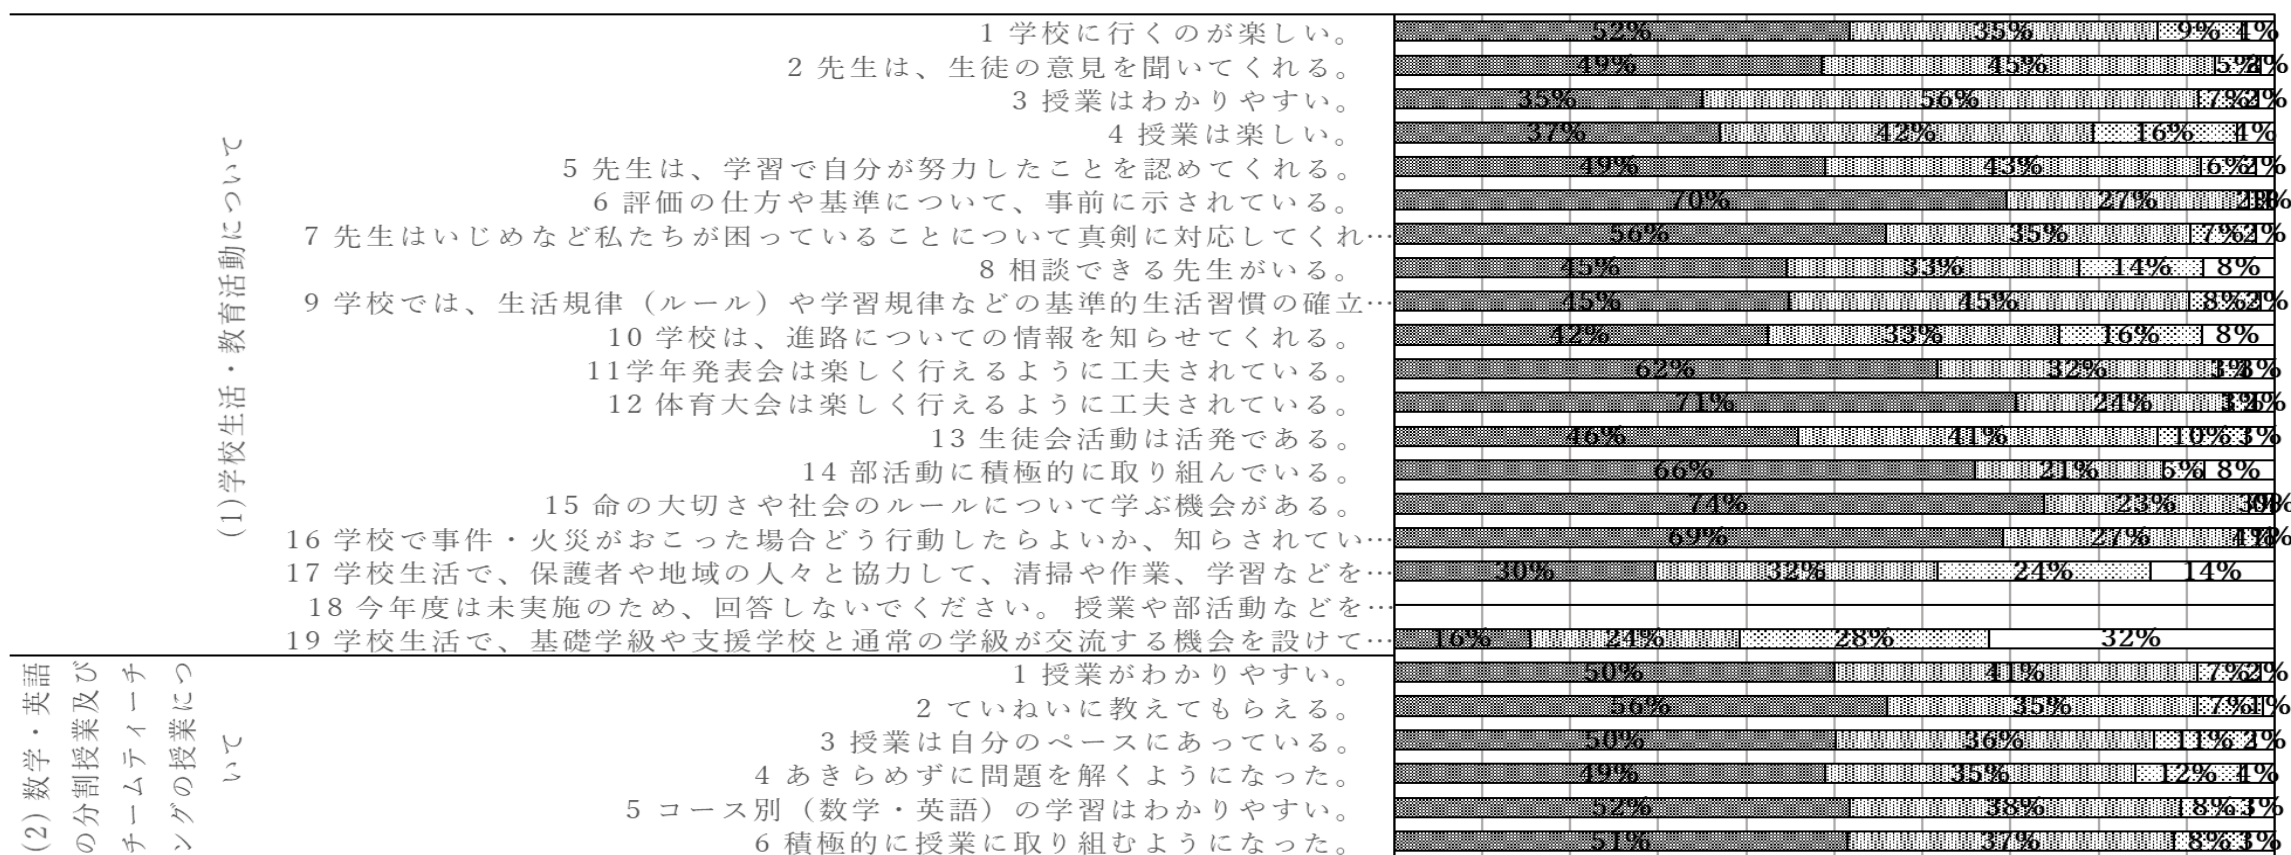 (1)学校生活・教育活動について
1 学校に行くのが楽しい。 52% 35% 9% 4%
2 先生は、生徒の意見を聞いてくれる。 49% 45% 5% 2%
3 授業はわかりやすい。 35% 56% 7% 2%
4 授業は楽しい。 37% 42% 16% 4%
5 先生は、学習で自分が努力したことを認めてくれる。 49% 43% 6% 2%
6 評価の仕方や基準について、事前に示されている。 70% 27% 2% 1%
7 先生はいじめなど私たちが困っていることについて真剣に対応してくれ… 56% 35% 7% 2%
8 相談できる先生がいる。 45% 33% 14% 8%
9 学校では、生活規律（ルール）や学習規律などの基準的生活習慣の確立… 45% 45% 8% 2%
10 学校は、進路についての情報を知らせてくれる。 42% 33% 16% 8%
11学年発表会は楽しく行えるように工夫されている。 62% 32% 3% 3%
12 体育大会は楽しく行えるように工夫されている。 71% 24%
13 生徒会活動は活発である。 46% 41% 10% 3%
14 部活動に積極的に取り組んでいる。 66% 21% 6% 8%
15 命の大切さや社会のルールについて学ぶ機会がある。 74% 23% 3% 0%
16 学校で事件・火災がおこった場合どう行動したらよいか、知らされてい… 69% 27% 4% 1%
17 学校生活で、保護者や地域の人々と協力して、清掃や作業、学習などを… 30% 32% 24% 14%
18 今年度は未実施のため、回答しないでください。 授業や部活動などを…
19 学校生活で、基礎学級や支援学校と通常の学級が交流する機会を設けて… 16% 24% 28% 32%
(2) 数学・英語
の分割授業及び
チームティーチ
ングの授業につ
いて
1 授業がわかりやすい。 50% 41% 7% 2%
2 ていねいに教えてもらえる。 56% 35% 7% 1%
3 授業は自分のペースにあっている。 50% 36% 11% 2%
4 あきらめずに問題を解くようになった。 49% 35% 12% 4%
5 コース別（数学・英語）の学習はわかりやすい。 52% 38% 8% 3%
6 積極的に授業に取り組むようになった。 51% 37% 8% 3%